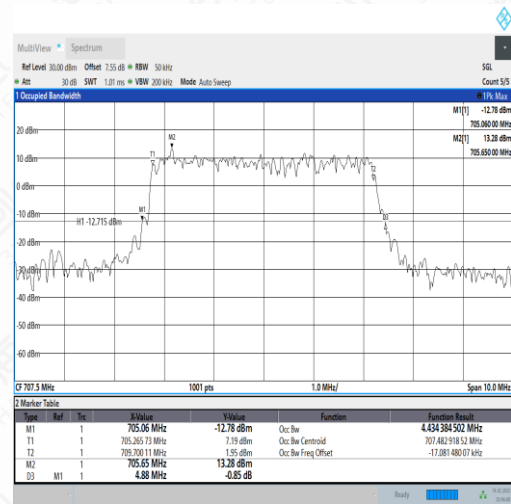 MultiView Spectrum
Ref Level 30.00 dBm Offset 7.55 dB RBW 50 kHz SGL
Att 30 dB SWT 1.01 ms VBW 200 kHz Mode Auto Sweep Count 5/5
1 Occupied Bandwidth 1Pk Max
M1[1] -12.78 dBm
705.060 00 MHz
M2[1] 13.28 dBm
705.650 00 MHz
20 dBm
M2
T1
10 dBm
T2
0 dBm
M1
D3
-10 dBm
H1 -12.715 dBm
-20 dBm
-30 dBm
-40 dBm
-50 dBm
-60 dBm
CF 707.5 MHz 1001 pts 1.0 MHz/ Span 10.0 MHz
2 Marker Table
Type Ref Trc X-Value Y-Value Function Function Result
M1 1 705.06 MHz -12.78 dBm Occ Bw 4.434 384 502 MHz
T1 1 705.265 73 MHz 7.19 dBm Occ Bw Centroid 707.482 918 52 MHz
T2 1 709.700 11 MHz 1.95 dBm Occ Bw Freq Offset -17.081 480 07 kHz
M2 1 705.65 MHz 13.28 dBm
D3 M1 1 4.88 MHz -0.85 dB
Ready